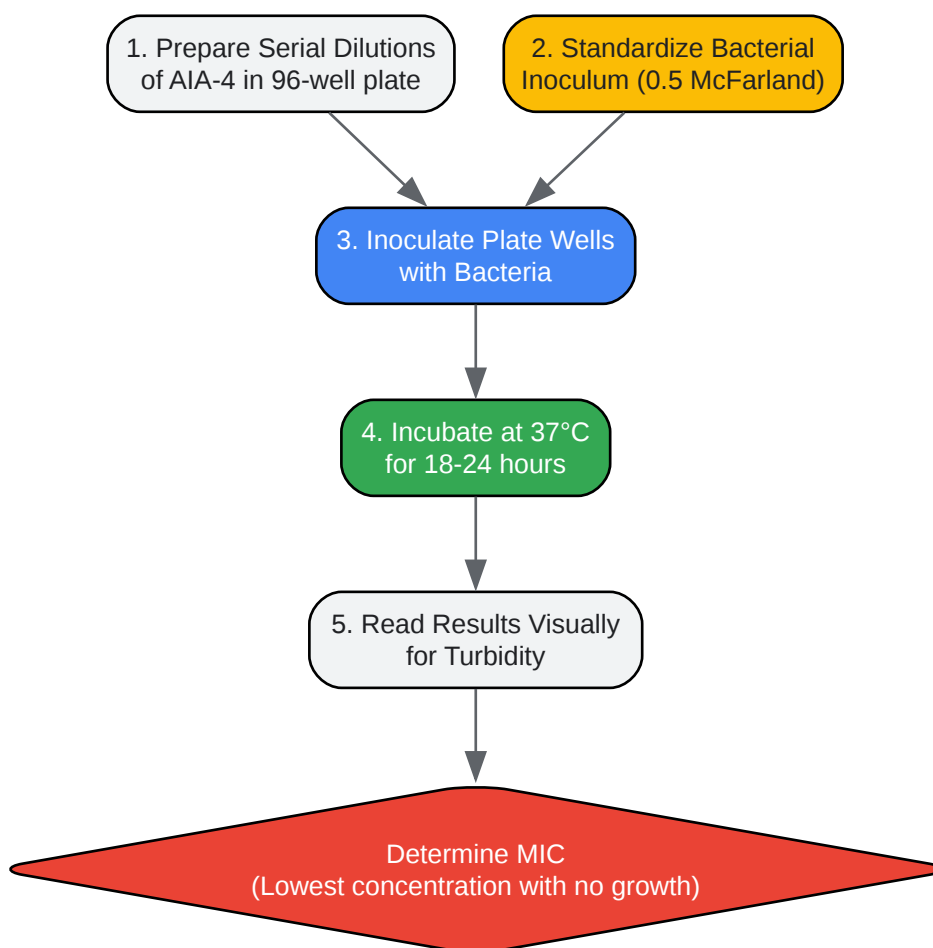 1. Prepare Serial Dilutions
of AIA-4 in 96-well plate
2. Standardize Bacterial
Inoculum (0.5 McFarland)
3. Inoculate Plate Wells
with Bacteria
4. Incubate at 37°C
for 18-24 hours
5. Read Results Visually
for Turbidity
Determine MIC
(Lowest concentration with no growth)